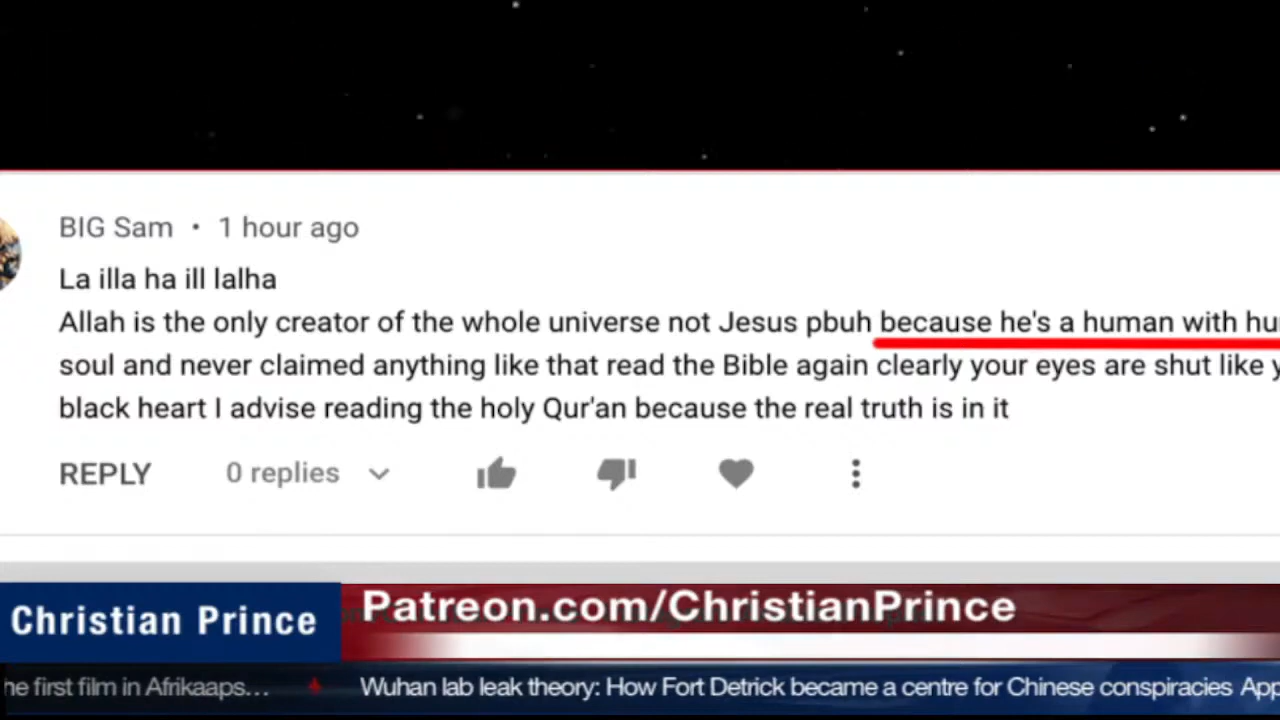 BIG Sam • 1 hour ago
La illa ha ill lalha
Allah is the only creator of the whole universe not Jesus pbuh because he's a human with
soul and never claimed anything like that read the Bible again clearly your eyes are shut like
black heart I advise reading the holy Qur'an because the real truth is in it
REPLY 0 replies
Christian Prince
Patreon.com/ChristianPrince
he first film in Afrikaaps... Wuhan lab leak theory: How Fort Detrick became a centre for Chinese conspiracies App